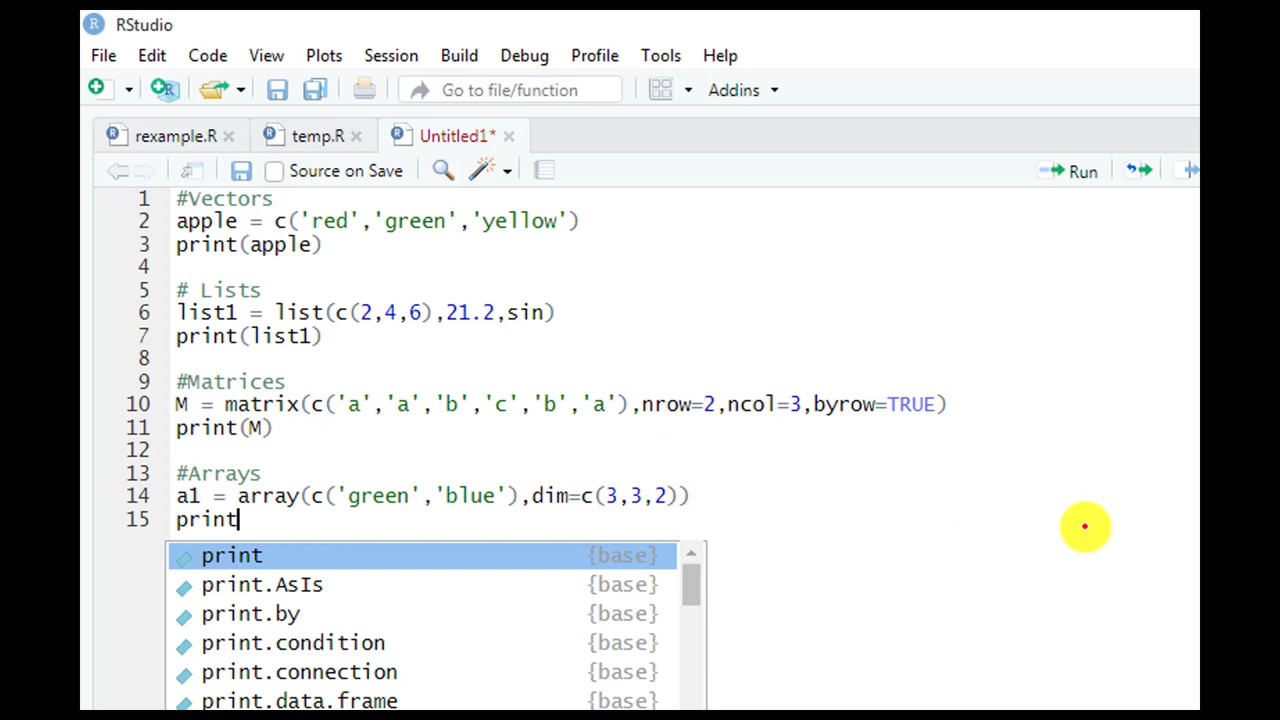 RStudio
File Edit Code View Plots Session Build Debug Profile Tools Help
Go to file/function Addins
rexample.R temp.R Untitled1*
Source on Save Run
1 #Vectors
2 apple = c('red','green','yellow')
3 print(apple)
4
5 # Lists
6 list1 = list(c(2,4,6),21.2,sin)
7 print(list1)
8
9 #Matrices
10 M = matrix(c('a','a','b','c','b','a'),nrow=2,ncol=3,byrow=TRUE)
11 print(M)
12
13 #Arrays
14 a1 = array(c('green','blue'),dim=c(3,3,2))
15 print
print {base}
print.AsIs {base}
print.by {base}
print.condition {base}
print.connection {base}
print.data.frame {base}